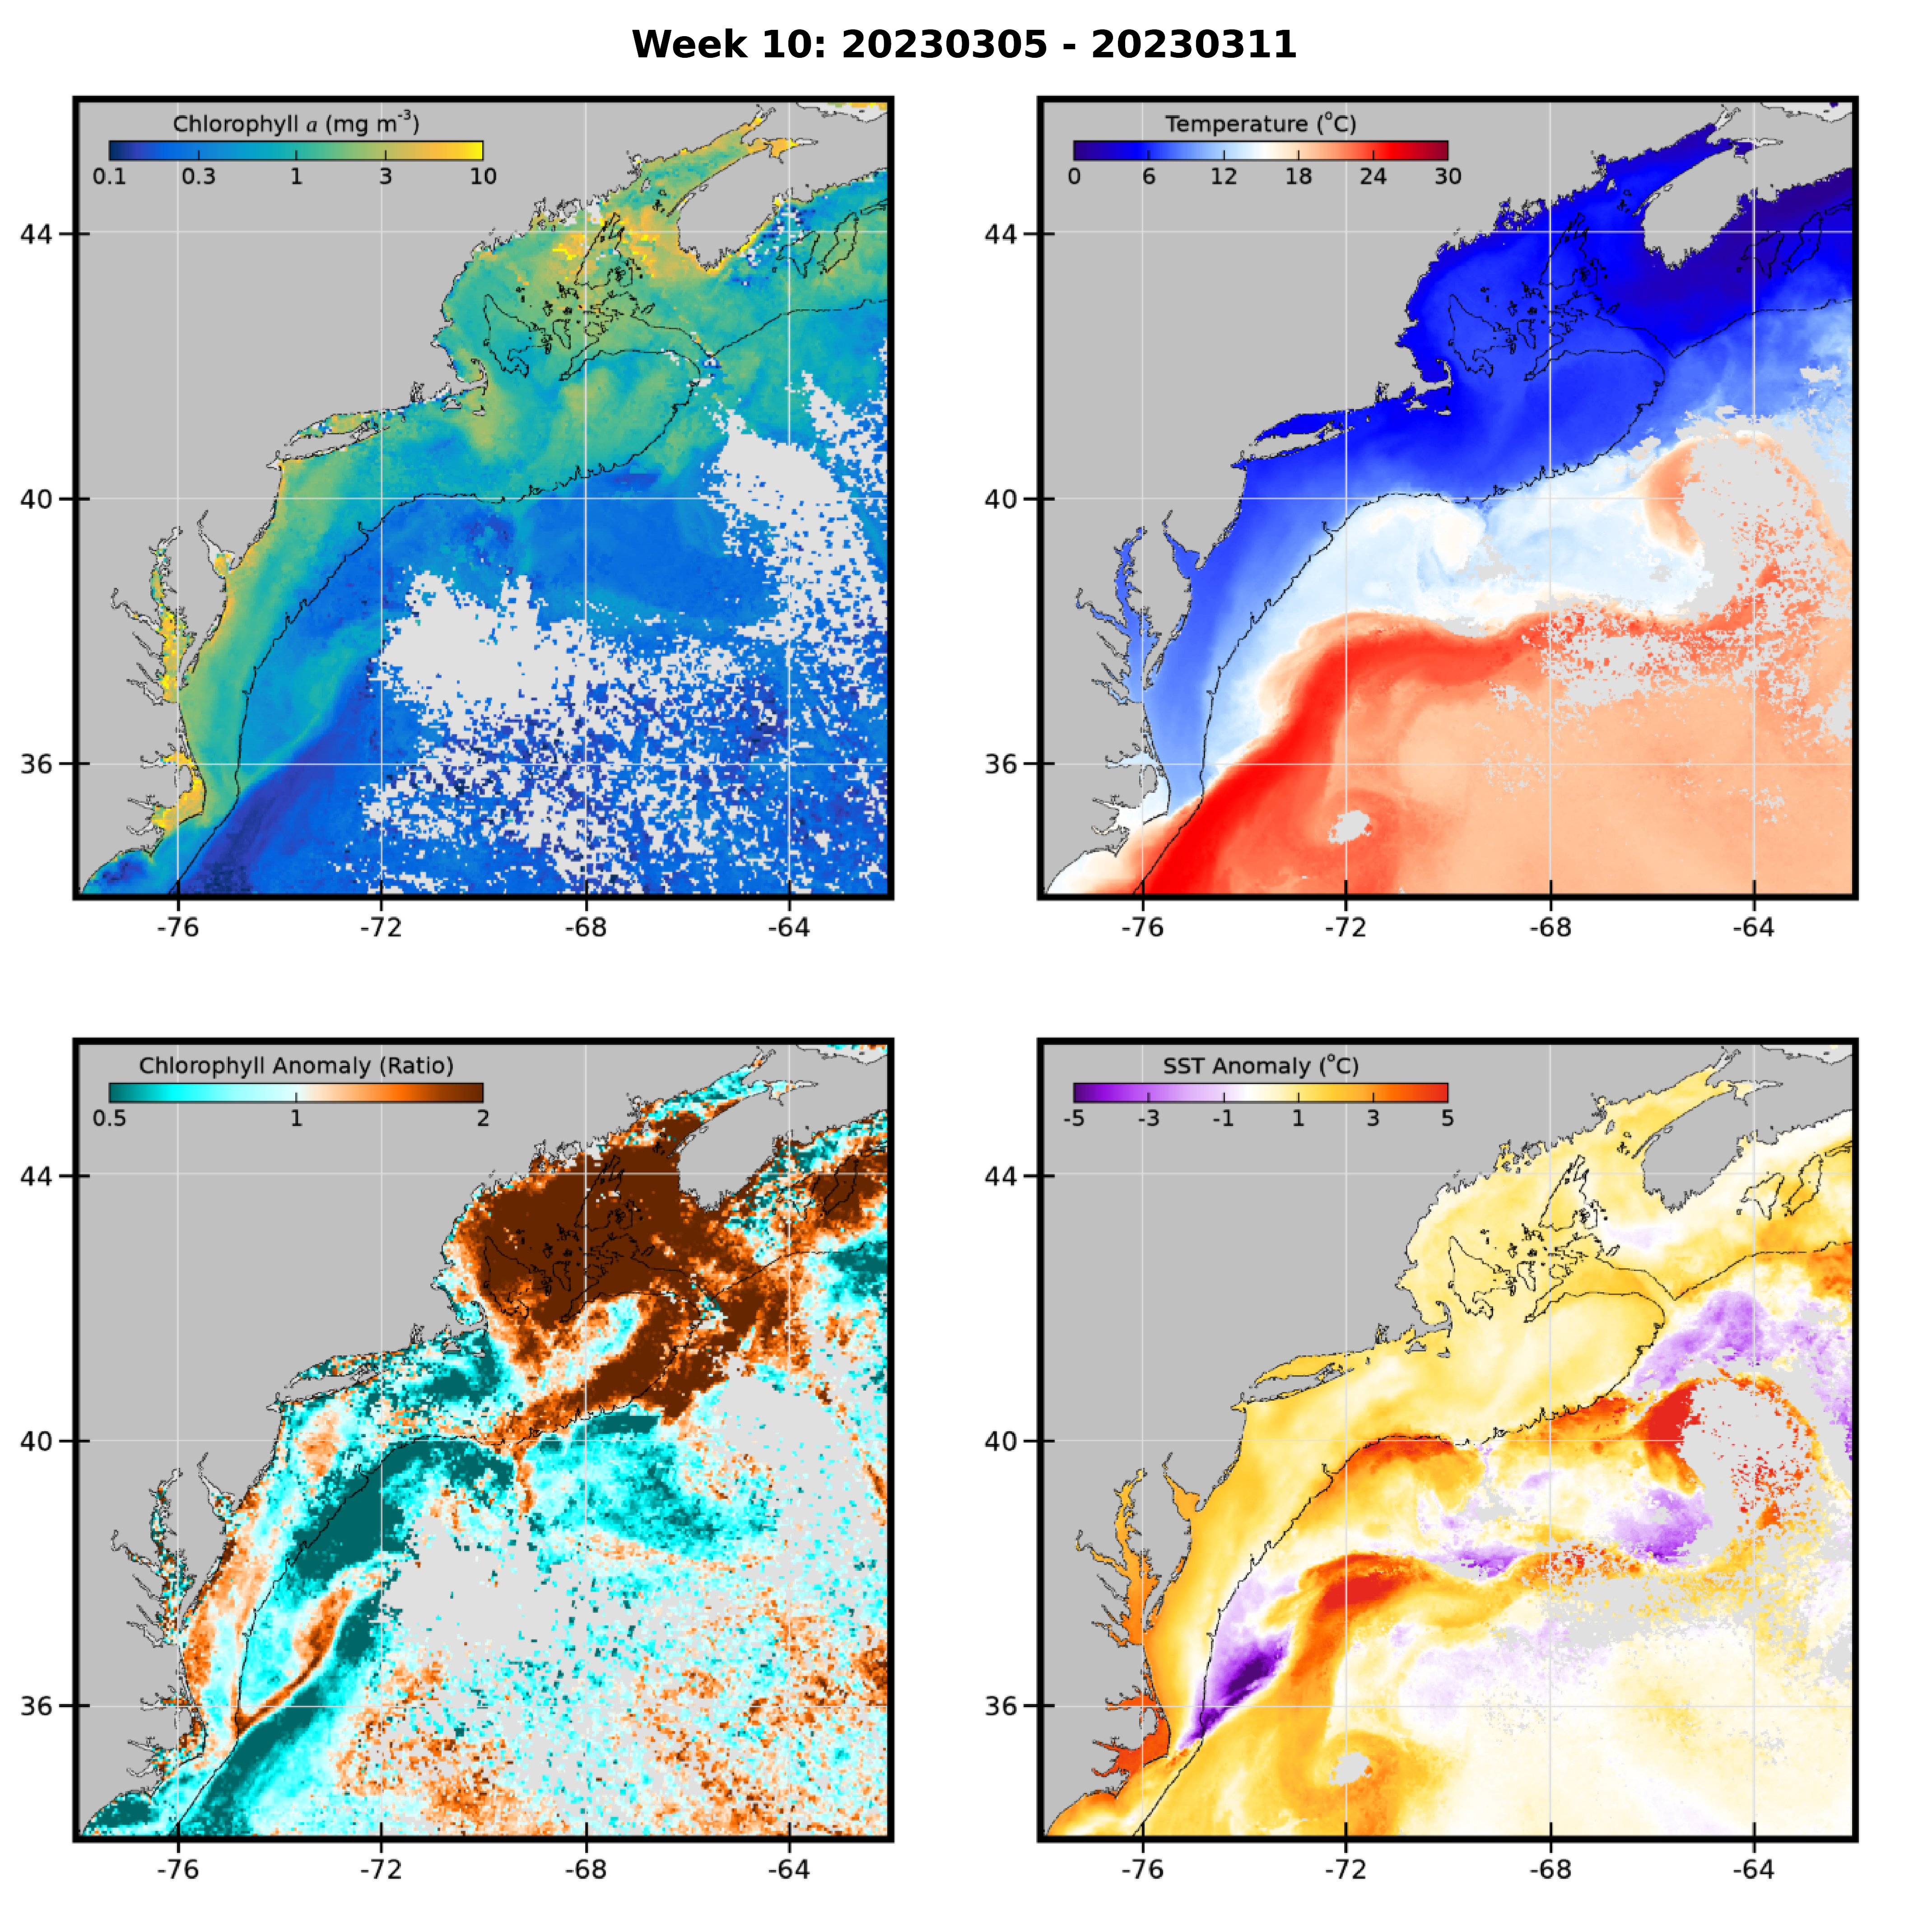 Week 10: 20230305 - 20230311
Chlorophyll a (mg m⁻³)
0.1 0.3 1 3 10
44
40
36
-76 -72 -68 -64
Temperature (°C)
0 6 12 18 24 30
44
40
36
-76 -72 -68 -64
Chlorophyll Anomaly (Ratio)
0.5 1 2
44
40
36
-76 -72 -68 -64
SST Anomaly (°C)
-5 -3 -1 1 3 5
44
40
36
-76 -72 -68 -64